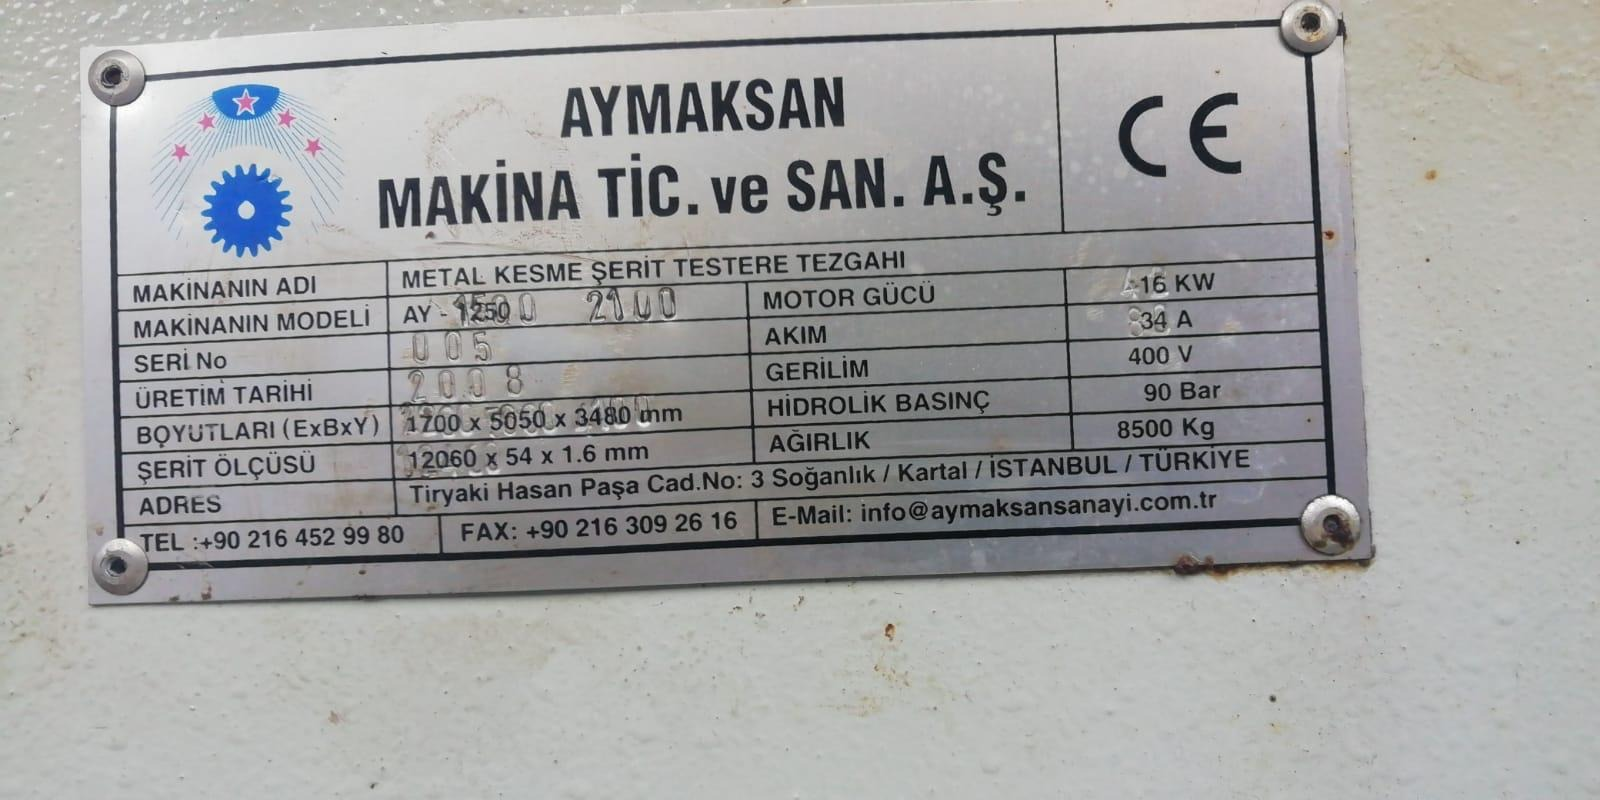 AYMAKSAN
MAKİNA TİC. ve SAN. A.Ş.
CE
MAKİNANIN ADI METAL KESME ŞERİT TESTERE TEZGAHI
MAKİNANIN MODELİ AY - 1250 2100 MOTOR GÜCÜ 16 KW
SERİ No 005 AKIM 34 A
ÜRETİM TARİHİ 2008 GERİLİM 400 V
BOYUTLARI (ExBxY) 1700 x 5050 x 3480 mm HİDROLİK BASINÇ 90 Bar
ŞERİT ÖLÇÜSÜ 12060 x 54 x 1.6 mm AĞIRLIK 8500 Kg
ADRES Tiryaki Hasan Paşa Cad.No: 3 Soğanlık / Kartal / İSTANBUL / TÜRKİYE
TEL :+90 216 452 99 80 FAX: +90 216 309 26 16 E-Mail: info@aymaksansanayi.com.tr